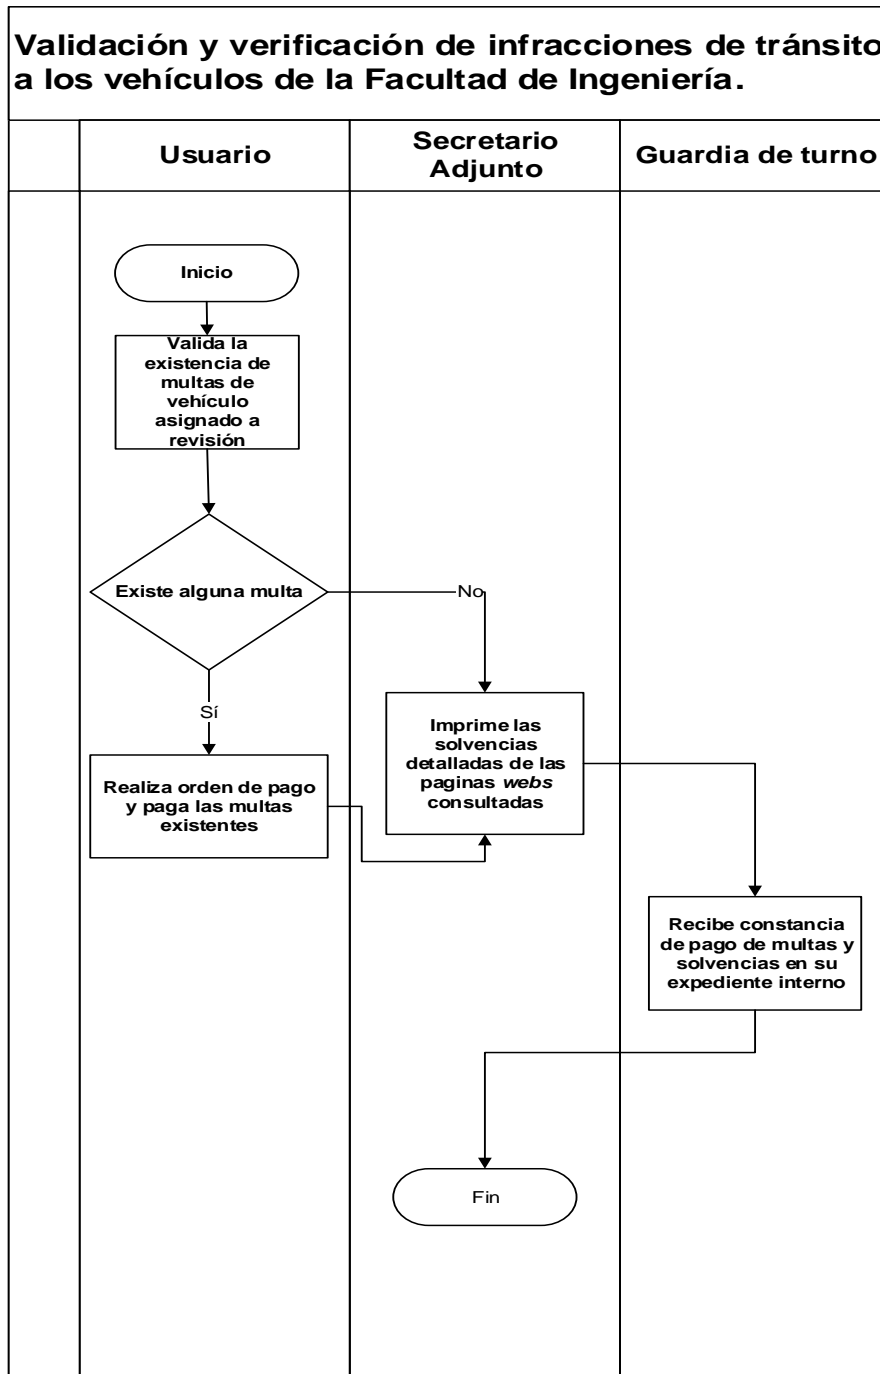 Validación y verificación de infracciones de tránsito
a los vehículos de la Facultad de Ingeniería.
Usuario
Secretario
Adjunto
Guardia de turno
Inicio
Valida la
existencia de
multas de
vehículo
asignado a
revisión
Existe alguna multa
No
Sí
Imprime las
solvencias
detalladas de las
paginas webs
consultadas
Realiza orden de pago
y paga las multas
existentes
Recibe constancia
de pago de multas y
solvencias en su
expediente interno
Fin